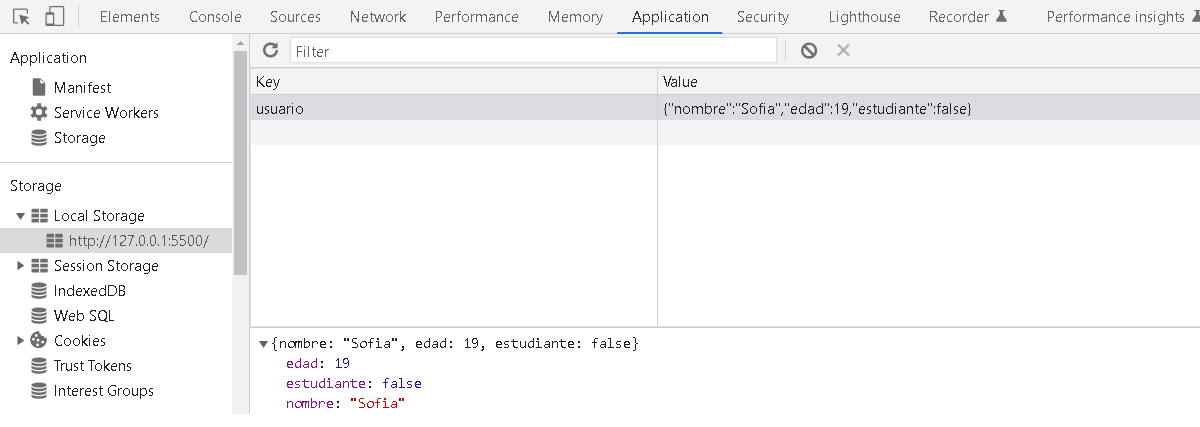 Elements Console Sources Network Performance Memory Application Security Lighthouse Recorder Performance insights
Application
Manifest
Service Workers
Storage
Storage
Local Storage
http://127.0.0.1:5500/
Session Storage
IndexedDB
Web SQL
Cookies
Trust Tokens
Interest Groups
Filter
Key Value
usuario {"nombre":"Sofia","edad":19,"estudiante":false}
{nombre: "Sofia", edad: 19, estudiante: false}
edad: 19
estudiante: false
nombre: "Sofia"